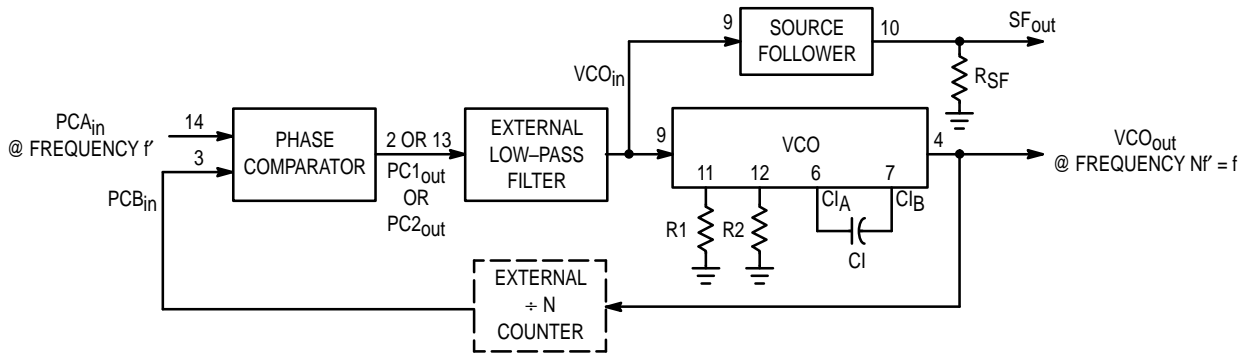 9
SOURCE
FOLLOWER
10
SFout
RSF
VCOin
PCAin
@ FREQUENCY f′
14
3
PHASE
COMPARATOR
2 OR 13
PC1out
OR
PC2out
EXTERNAL
LOW–PASS
FILTER
9
VCO
11
12
6
7
4
VCOout
@ FREQUENCY Nf′ = f
PCBin
R1
R2
CIA
CIB
CI
EXTERNAL
÷ N
COUNTER